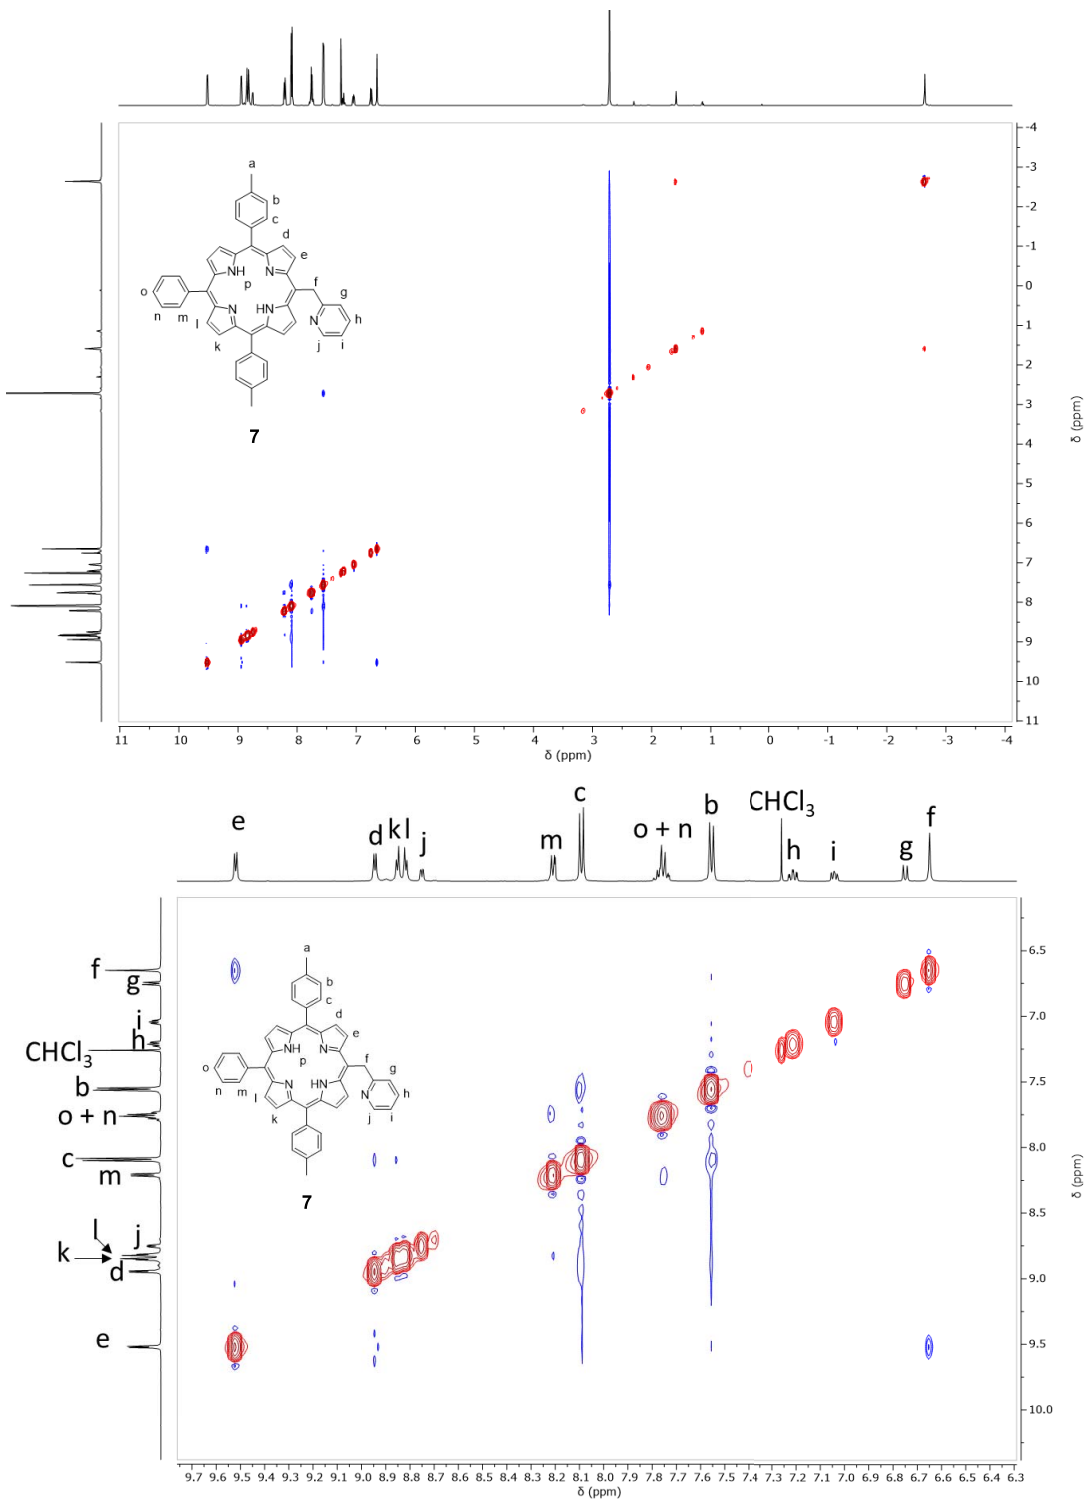 -4
-3
-2
-1
0
1
2
3
4
5
6
7
8
9
10
11
δ (ppm)
a
b
c
d
e
NH
N
p
f
o
g
N
HN
N
h
n
m
l
j
i
k
7
11 10 9 8 7 6 5 4 3 2 1 0 -1 -2 -3 -4
δ (ppm)
e
d
k l
j
m
c
o + n
b
CHCl3
h
i
g
f
f
g
i
h
CHCl3
b
o + n
c
m
l
j
k
d
e
a
b
c
d
e
NH
N
p
f
o
g
N
HN
N
h
n
m
l
j
i
k
7
6.5
7.0
7.5
8.0
8.5
9.0
9.5
10.0
δ (ppm)
9.7 9.6 9.5 9.4 9.3 9.2 9.1 9.0 8.9 8.8 8.7 8.6 8.5 8.4 8.3 8.2 8.1 8.0 7.9 7.8 7.7 7.6 7.5 7.4 7.3 7.2 7.1 7.0 6.9 6.8 6.7 6.6 6.5 6.4 6.3
δ (ppm)